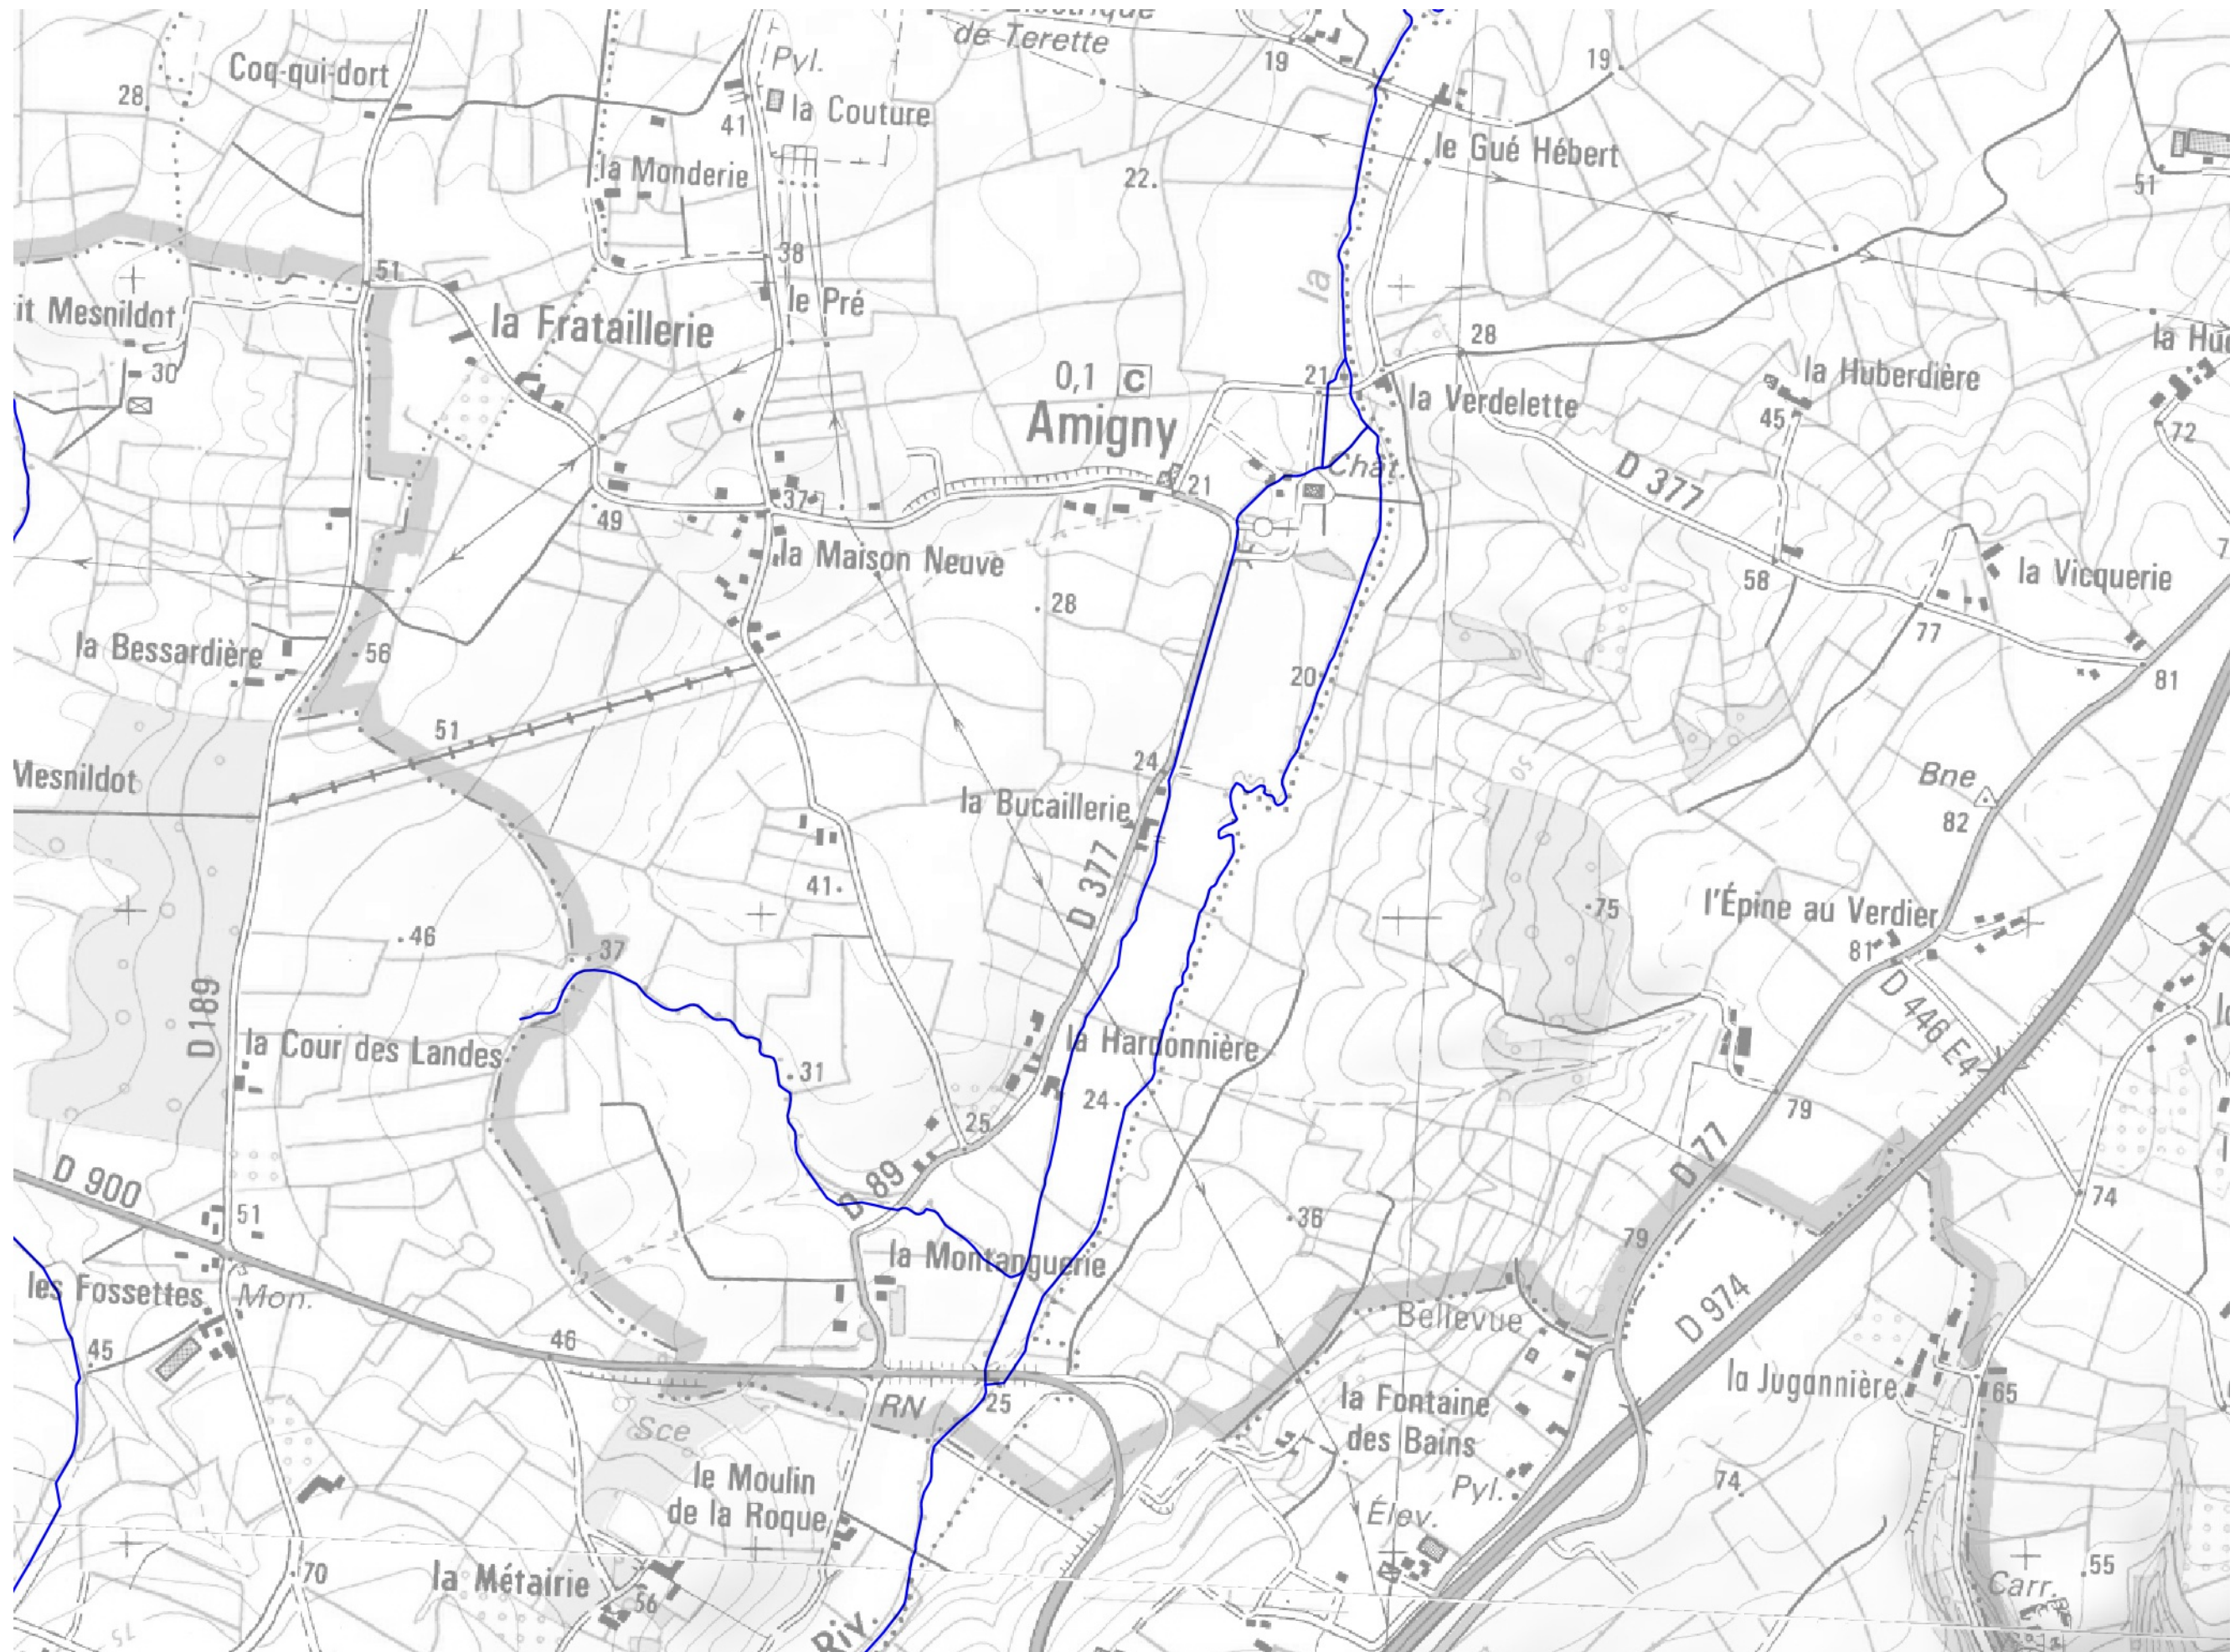 de Terette
Coq-qui-dort
Pyl.
19
19
28
la Couture
41
le Gué Hébert
la Monderie
22
51
38
51
la
it Mesnildot
le Pré
la Frataillerie
28
la Hu
30
0,1 C
21
la Huberdière
Amigny
la Verdelette
45
72
Chât.
D 377
21
37
49
la Maison Neuve
58
la Vicquerie
28
77
la Bessardière
56
20
81
51
24
50
Mesnildot
Bne
la Bucaillerie
82
D 377
41
75
l'Épine au Verdier
46
37
81
D 189
D 446 E4
la Cour des Landes
la Hardonnière
31
24
79
25
D 77
D 900
D 89
74
51
36
79
la Montanguerie
les Fossettes
Mon.
Bellevue
D 974
46
45
la Jugannière
65
la Fontaine
des Bains
RN
25
Sce
le Moulin
de la Roque
Pyl.
74
Élev.
70
la Métairie
56
55
Carr.
Riv.
75